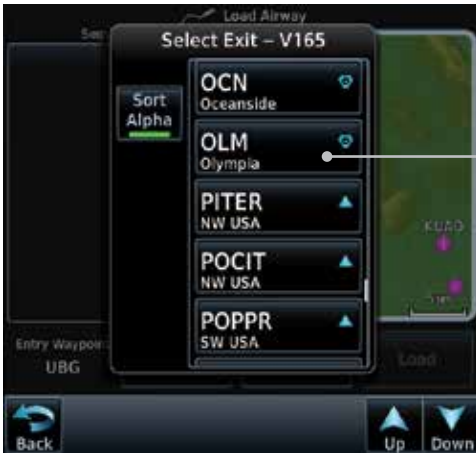 Load Airway
Select Exit – V165
Sort
Alpha
OCN
Oceanside
OLM
Olympia
PITER
NW USA
POCIT
NW USA
POPPR
SW USA
KUAO
Entry Waypoint
UBG
Load
Back
Up
Down